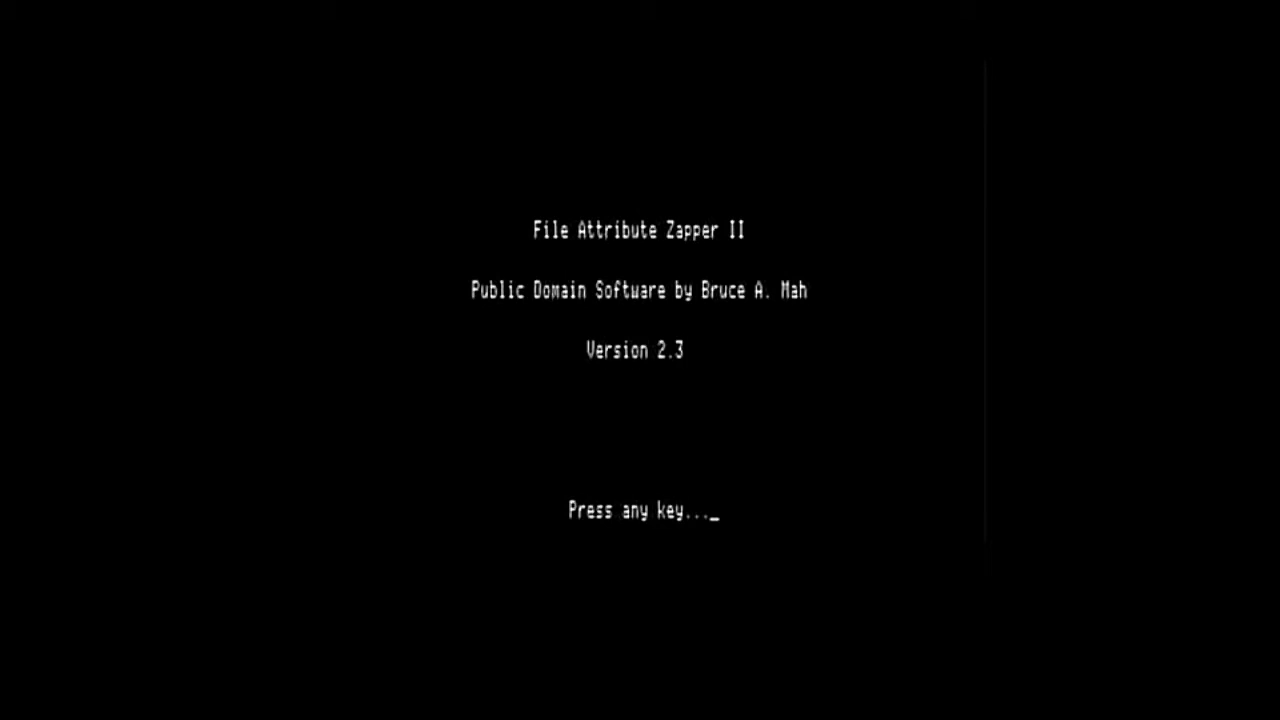 File Attribute Zapper II
Public Domain Software by Bruce A. Mah
Version 2.3
Press any key..._